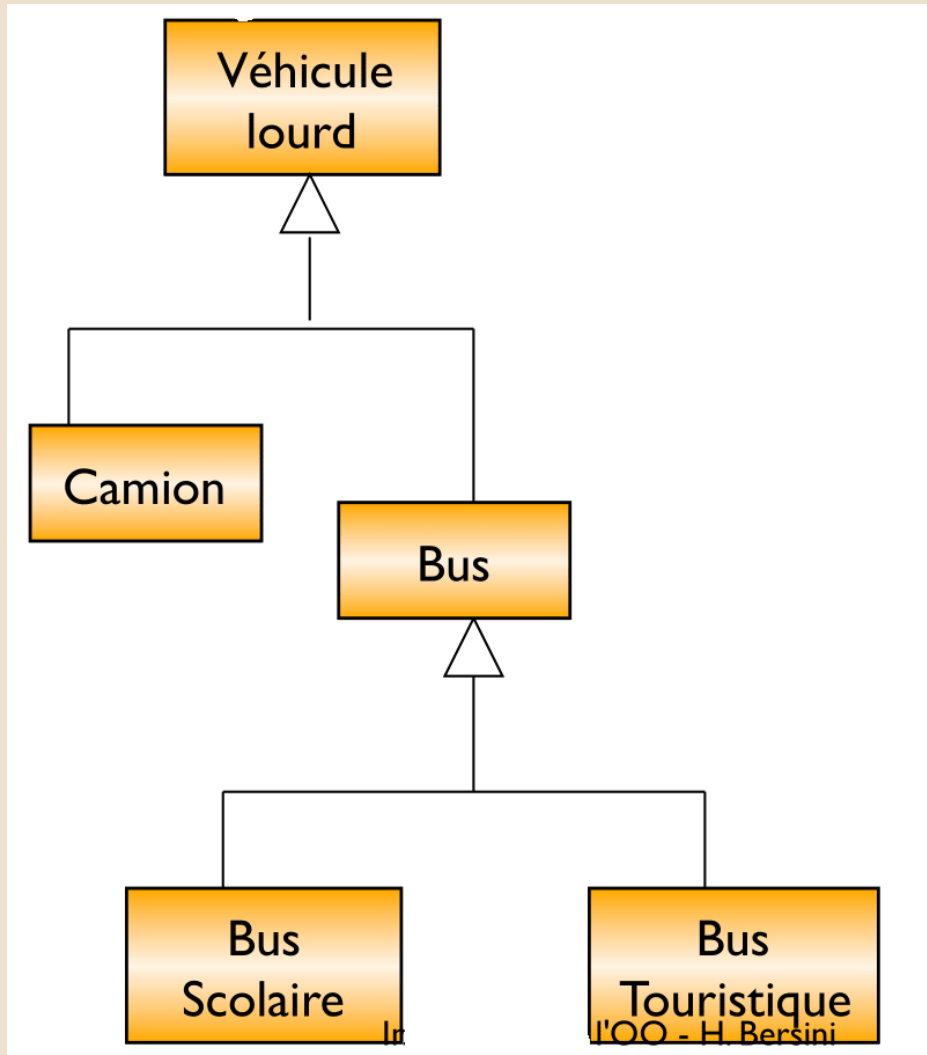 Véhicule
lourd
Camion
Bus
Bus
Scolaire
Bus
Touristique
l'OO - H. Bersini